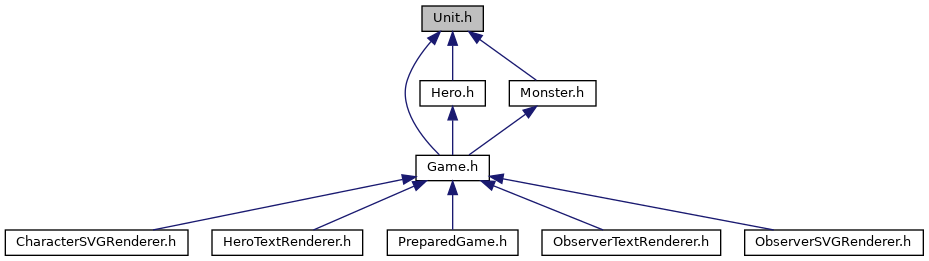 Unit.h
Hero.h
Monster.h
Game.h
CharacterSVGRenderer.h
HeroTextRenderer.h
PreparedGame.h
ObserverTextRenderer.h
ObserverSVGRenderer.h